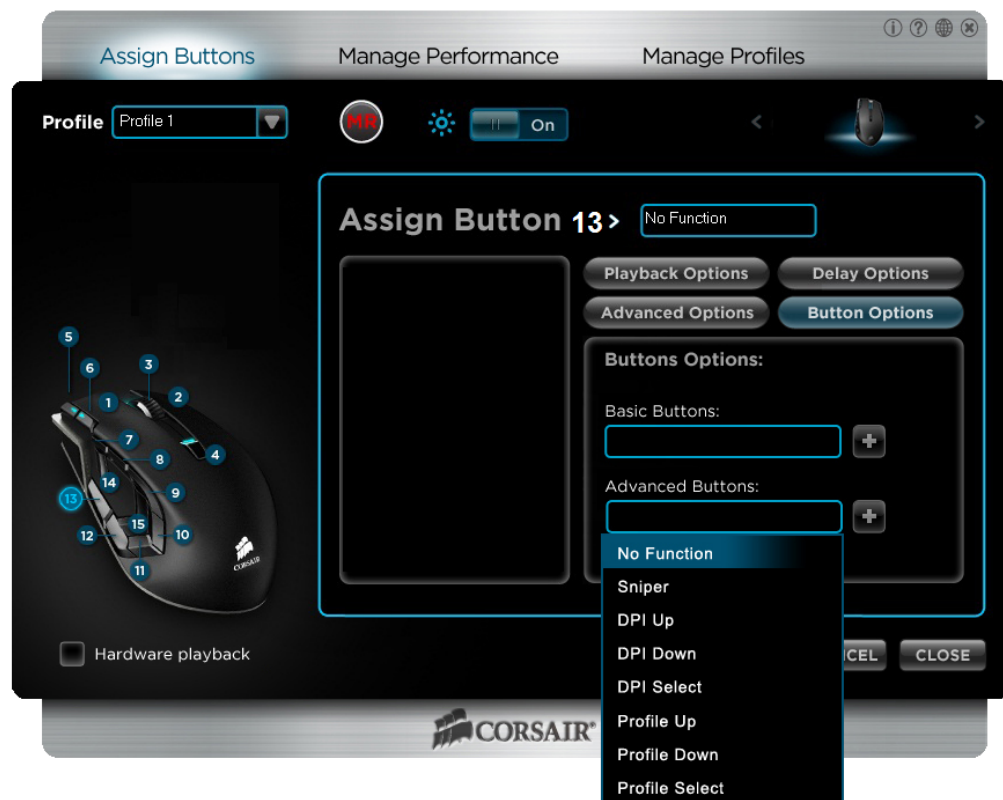 Assign Buttons
Manage Performance
Manage Profiles
i ?
Profile
Profile 1
MR
On
Assign Button 13>
No Function
Playback Options
Delay Options
Advanced Options
Button Options
Buttons Options:
Basic Buttons:
Advanced Buttons:
No Function
Sniper
DPI Up
DPI Down
DPI Select
Profile Up
Profile Down
Profile Select
5
6
3
1
2
7
4
8
14
9
13
15
12
10
11
CORSAIR
Hardware playback
CEL
CLOSE
CORSAIR